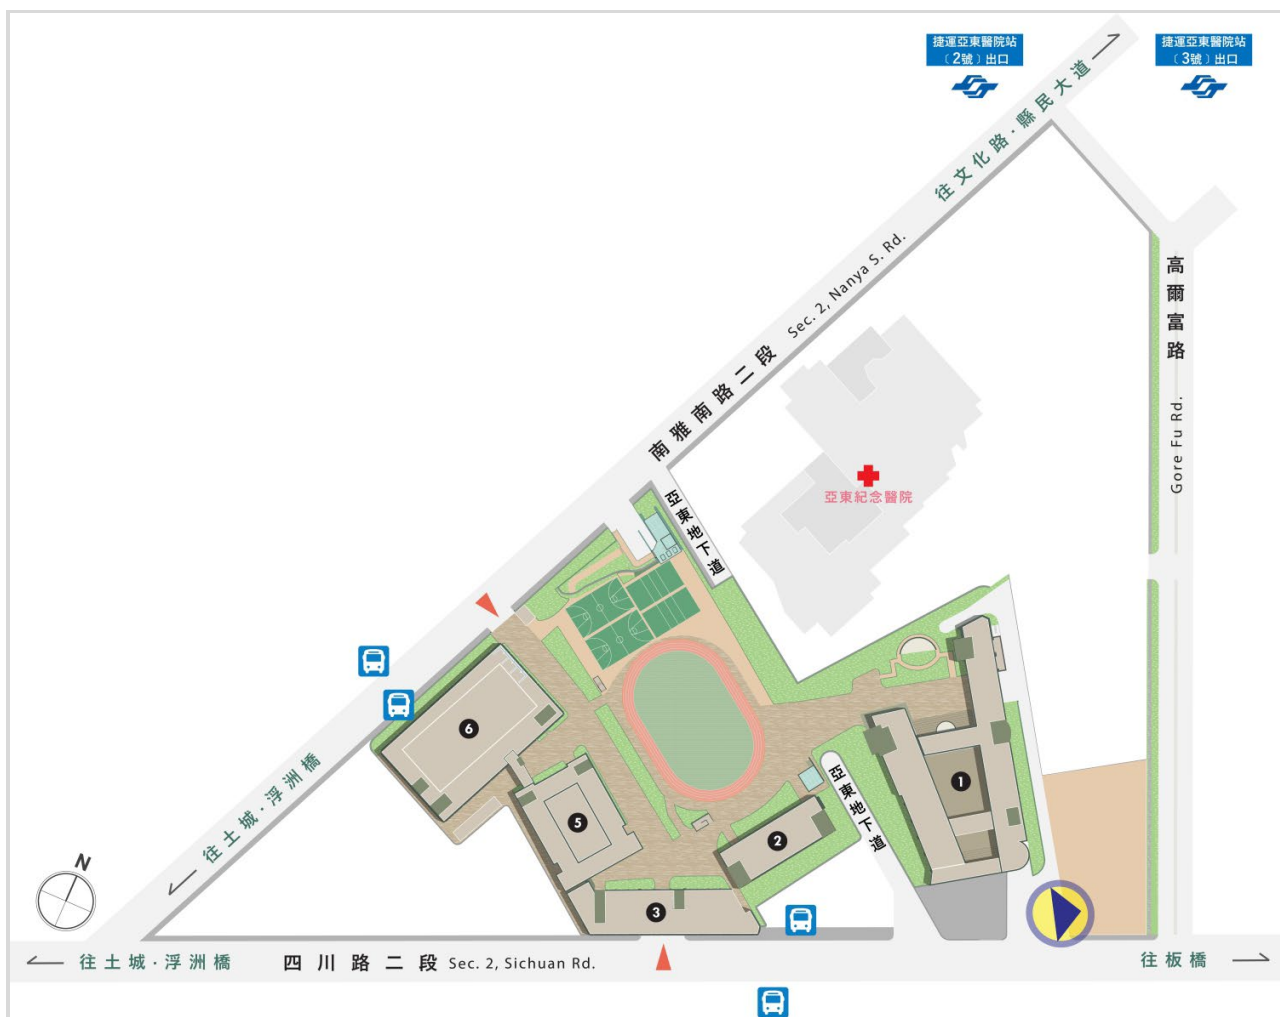 捷運亞東醫院站
﹝2號﹞出口
捷運亞東醫院站
﹝3號﹞出口
往文化路·縣民大道
南雅南路二段 Sec. 2, Nanya S. Rd.
高爾富路
Gore Fu Rd.
亞東紀念醫院
亞東地下道
6
往土城·浮洲橋
5
1
2
亞東地下道
3
N
往土城·浮洲橋
四川路二段 Sec. 2, Sichuan Rd.
往板橋